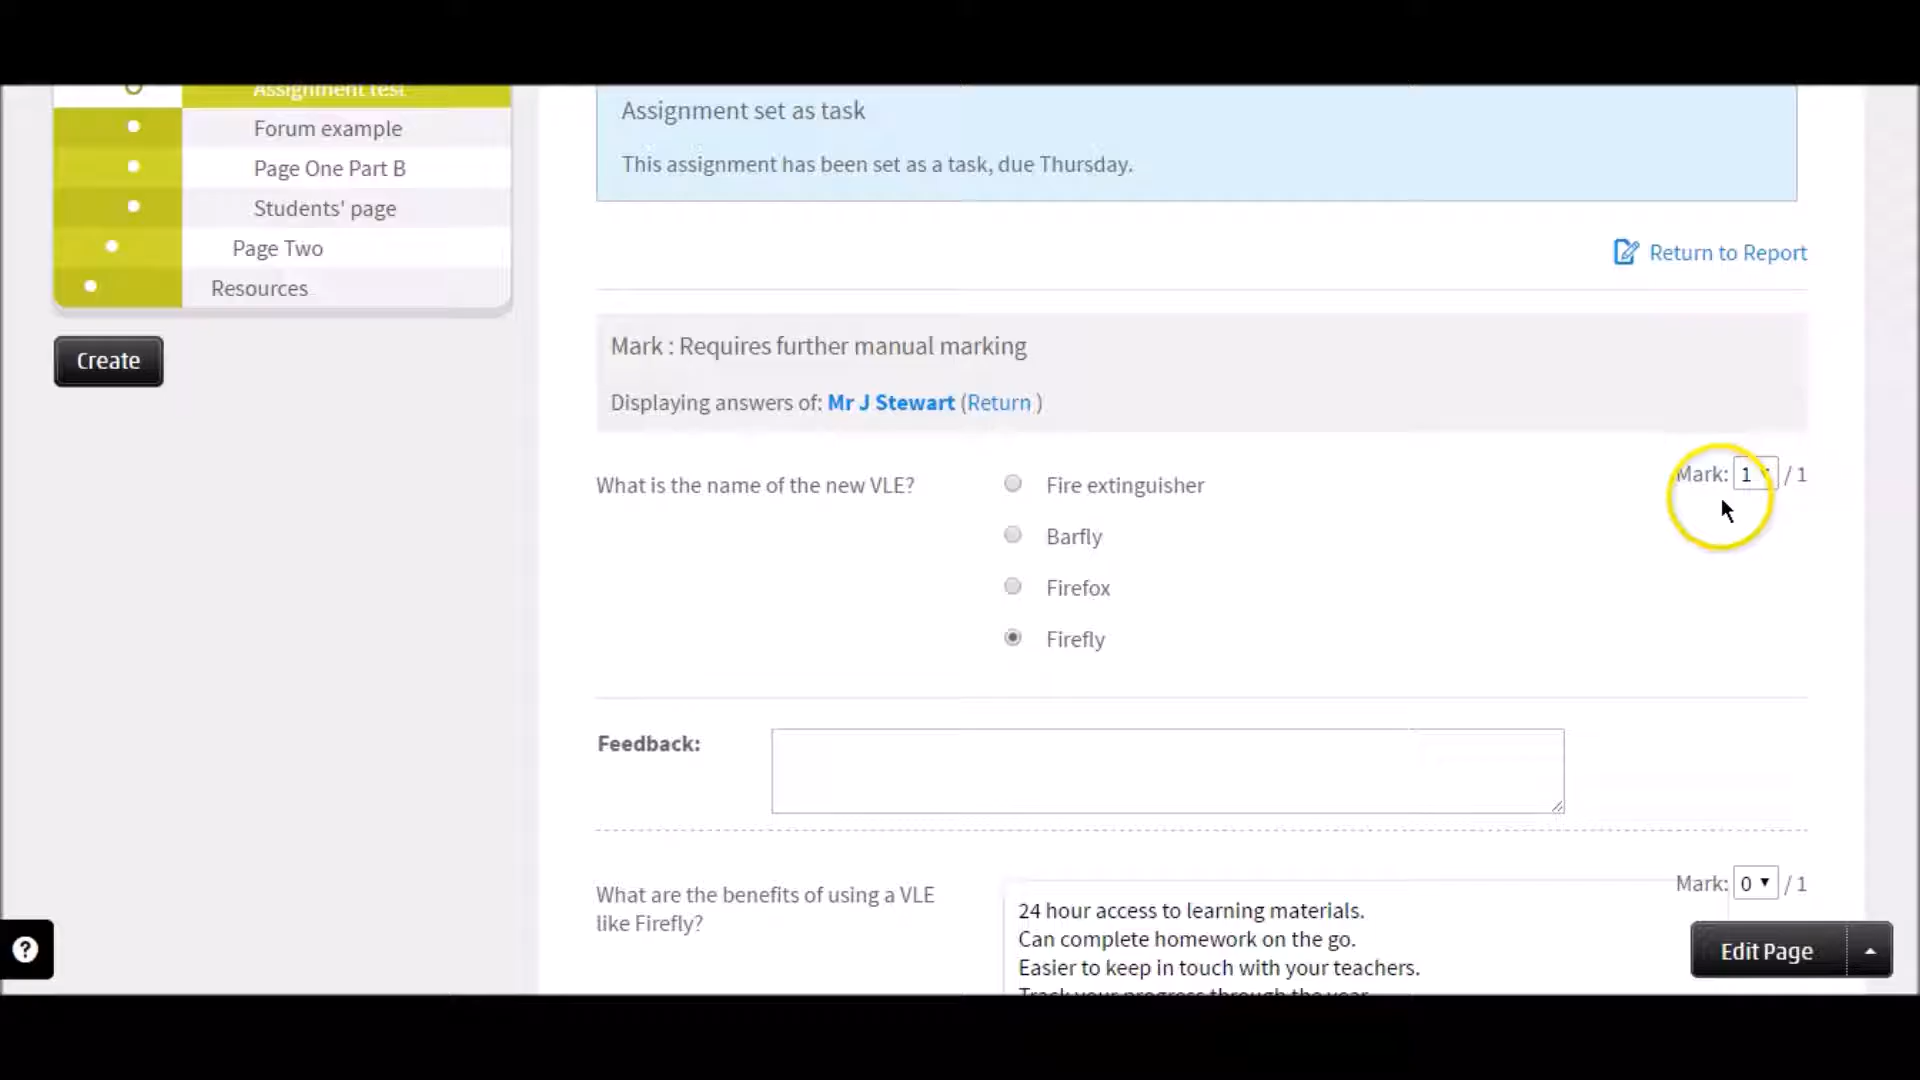 Assignment test
Forum example
Page One Part B
Students' page
Page Two
Resources
Create
Assignment set as task
This assignment has been set as a task, due Thursday.
Return to Report
Mark : Requires further manual marking
Displaying answers of: Mr J Stewart (Return )
What is the name of the new VLE?
Fire extinguisher
Barfly
Firefox
Firefly
Mark: 1 / 1
Feedback:
What are the benefits of using a VLE
like Firefly?
24 hour access to learning materials.
Can complete homework on the go.
Easier to keep in touch with your teachers.
Track your progress through the year
Mark: 0 / 1
Edit Page
?